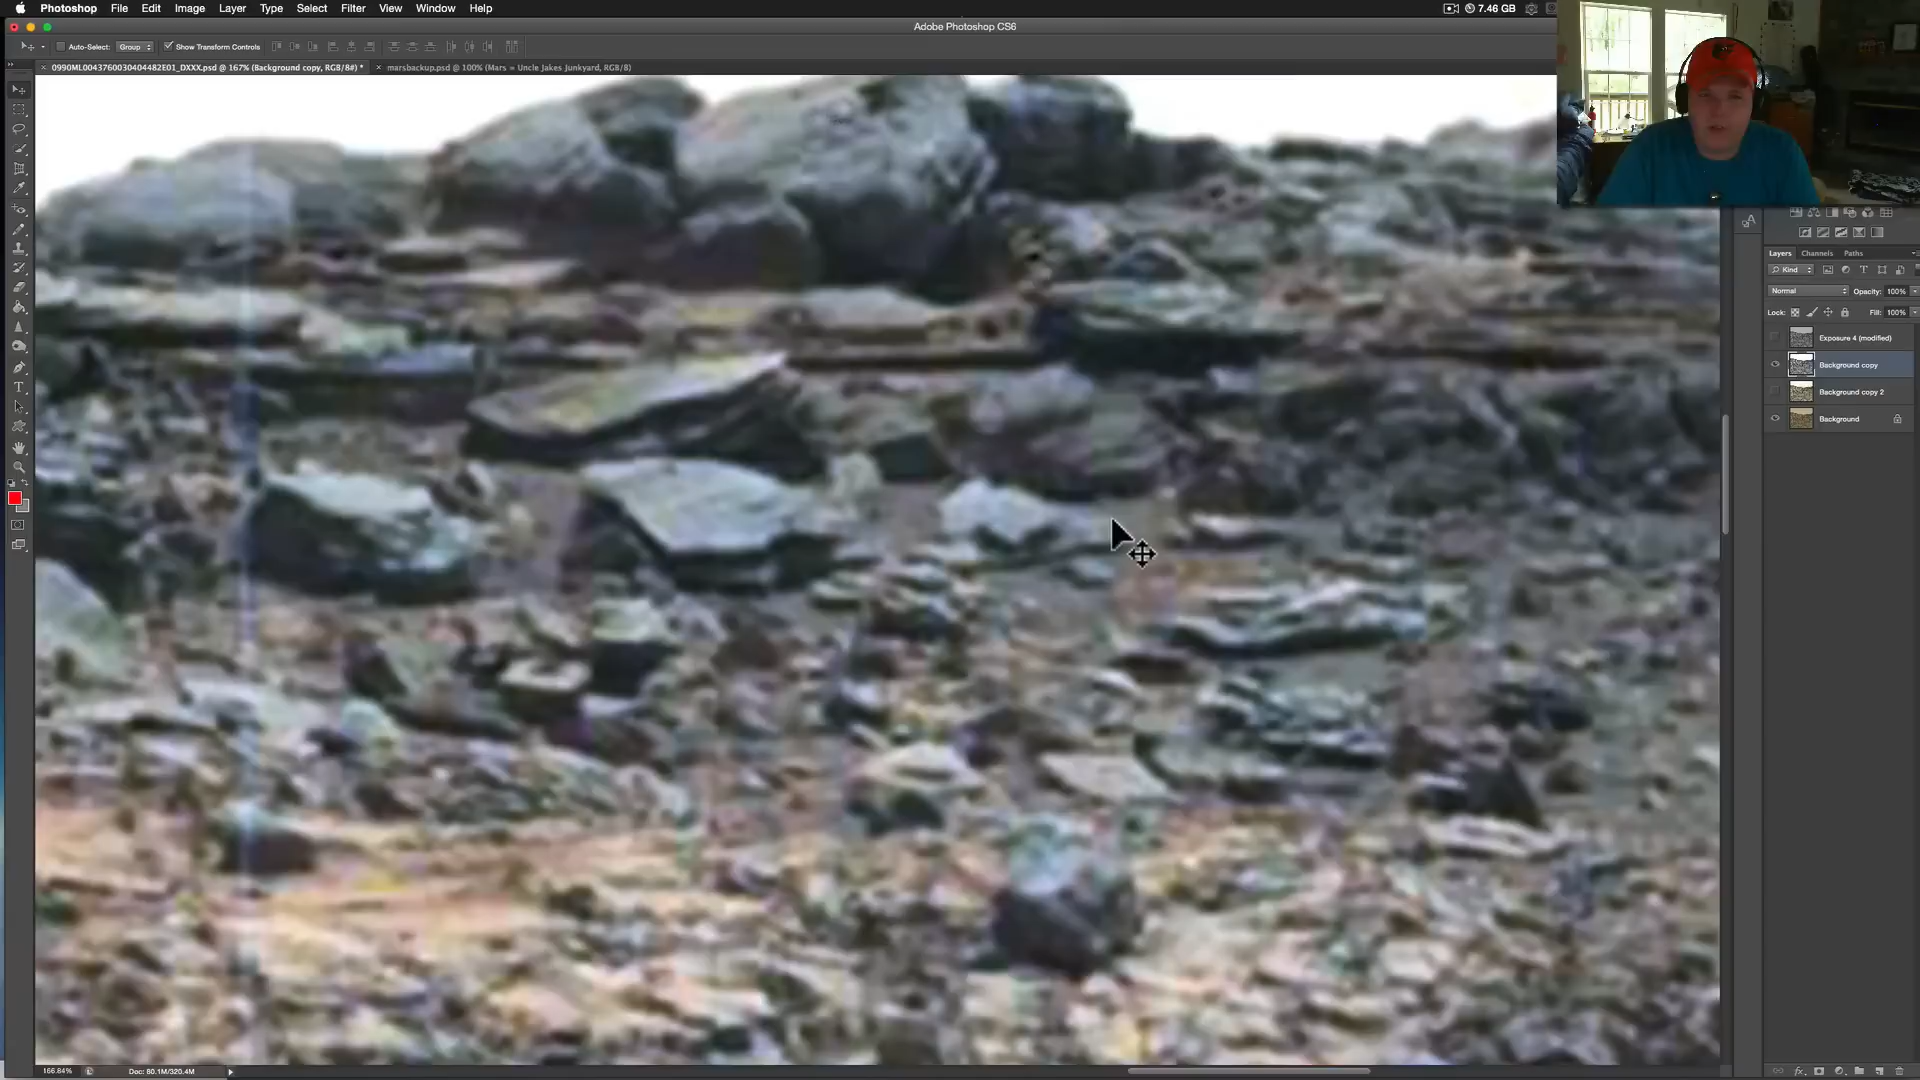 Photoshop File Edit Image Layer Type Select Filter View Window Help 7.46 GB
Adobe Photoshop CS6
Auto-Select: Group Show Transform Controls
0990ML0043760030404482E01_DXXX.psd @ 167% (Background copy, RGB/8#) * marsbackup.psd @ 100% (Mars = Uncle Jakes Junkyard, RGB/8)
Layers Channels Paths
Kind
Normal Opacity: 100%
Lock: Fill: 100%
Exposure 4 (modified)
Background copy
Background copy 2
Background
166.84% Doc: 80.1M/320.4M